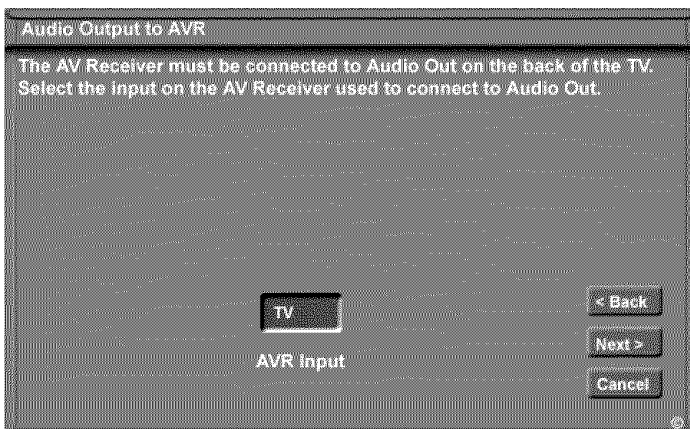 Audio Output to AVR
The AV Receiver must be connected to Audio Out on the back of the TV.
Select the input on the AV Receiver used to connect to Audio Out.
TV
AVR Input
< Back
Next >
Cancel
©